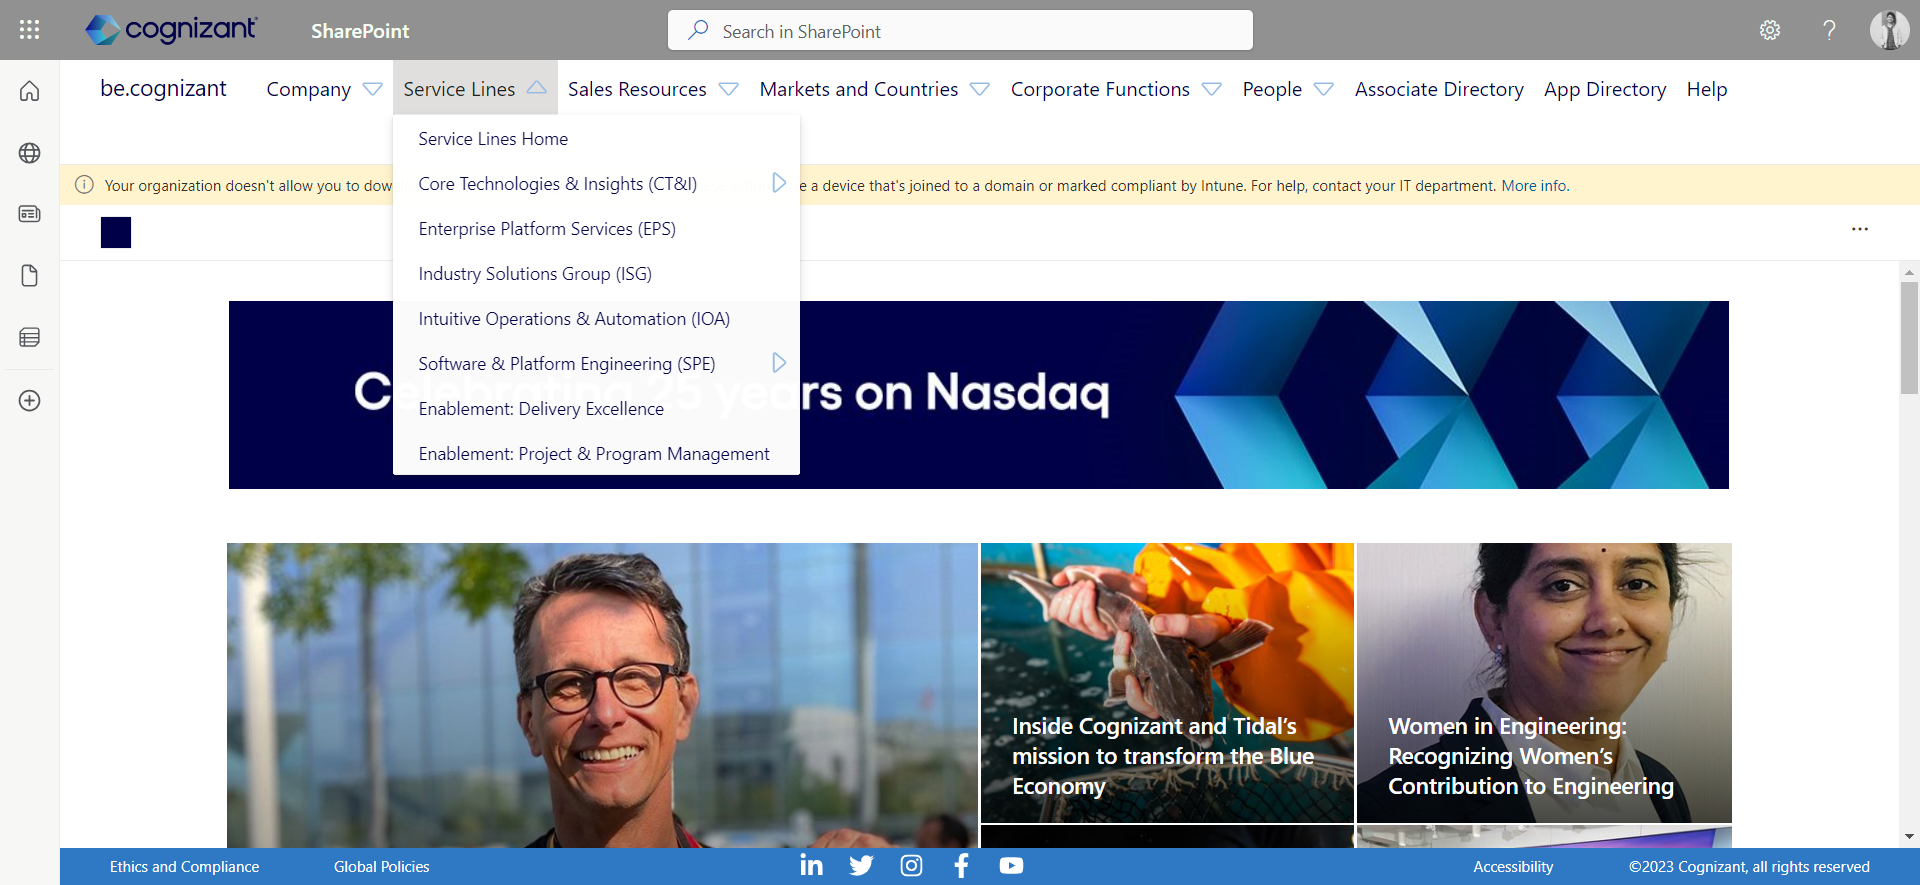 cognizant
SharePoint
Search in SharePoint
be.cognizant
Company
Service Lines
Sales Resources
Markets and Countries
Corporate Functions
People
Associate Directory
App Directory
Help
Service Lines Home
Core Technologies & Insights (CT&I)
Enterprise Platform Services (EPS)
Industry Solutions Group (ISG)
Intuitive Operations & Automation (IOA)
Software & Platform Engineering (SPE)
Enablement: Delivery Excellence
Enablement: Project & Program Management
Your organization doesn't allow you to dow
e a device that's joined to a domain or marked compliant by Intune. For help, contact your IT department. More info.
Celebrating 25 years on Nasdaq
Inside Cognizant and Tidal's
mission to transform the Blue
Economy
Women in Engineering:
Recognizing Women's
Contribution to Engineering
Ethics and Compliance
Global Policies
Accessibility
©2023 Cognizant, all rights reserved